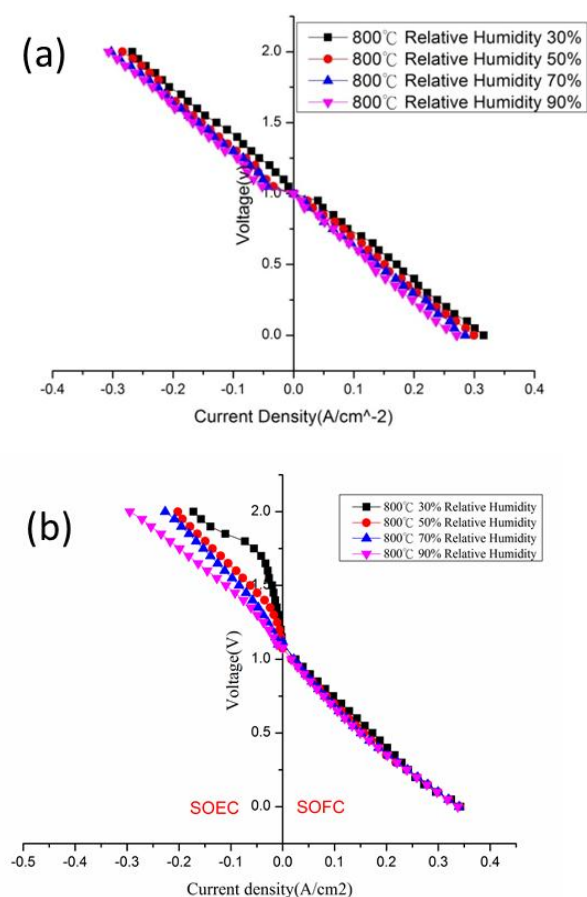 (a)
800℃ Relative Humidity 30%
800℃ Relative Humidity 50%
800℃ Relative Humidity 70%
800℃ Relative Humidity 90%
2.0
1.5
1.0
0.5
0.0
Voltage(v)
-0.4 -0.3 -0.2 -0.1 0.0 0.1 0.2 0.3 0.4
Current Density(A/cm^-2)
(b)
800℃ 30% Relative Humidity
800℃ 50% Relative Humidity
800℃ 70% Relative Humidity
800℃ 90% Relative Humidity
2.0
1.5
1.0
0.5
0.0
Voltage(V)
SOEC SOFC
-0.5 -0.4 -0.3 -0.2 -0.1 0.0 0.1 0.2 0.3 0.4
Current density(A/cm2)